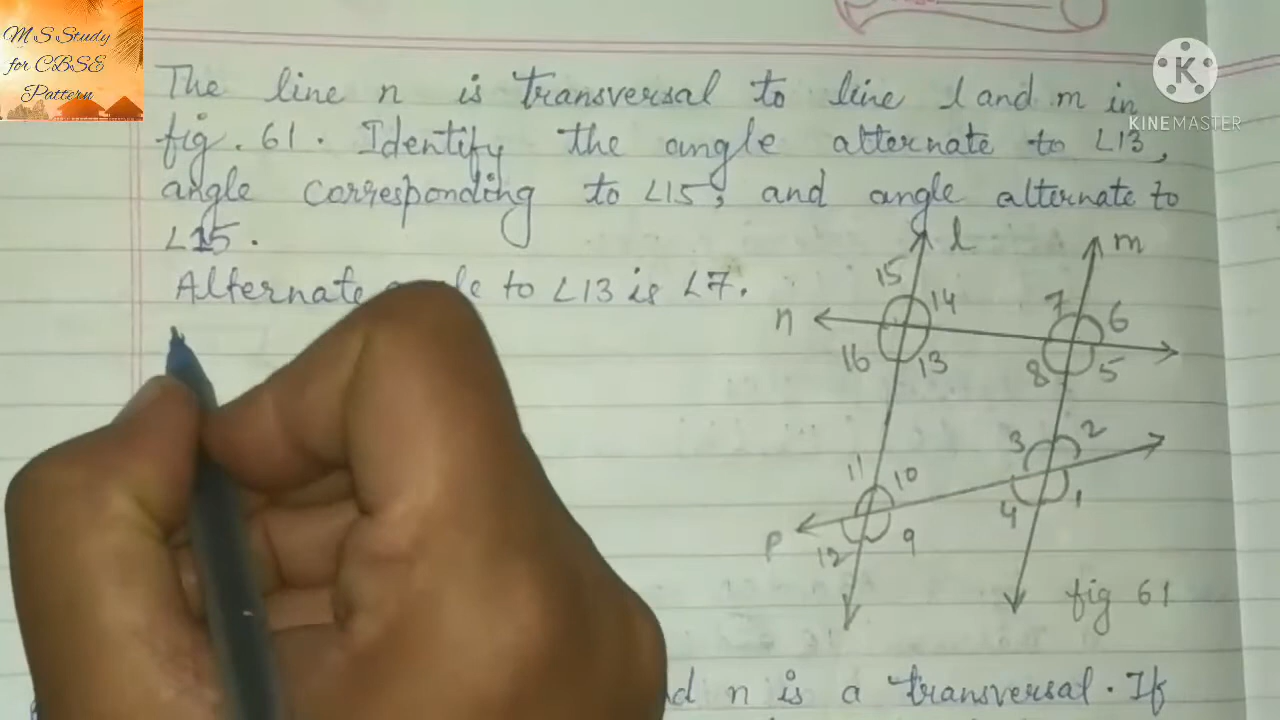 M S Study
for CBSE
Pattern
KINEMASTER
The line n is transversal to line l and m in
fig. 61. Identify the angle alternate to ∠13,
angle corresponding to ∠15, and angle alternate to
∠15.
Alternate to ∠13 is ∠7.
l
m
15 14 7 6
n
16 13 8 5
3 2
11 10
4 1
p
12 9
fig 61
n is a transversal. If